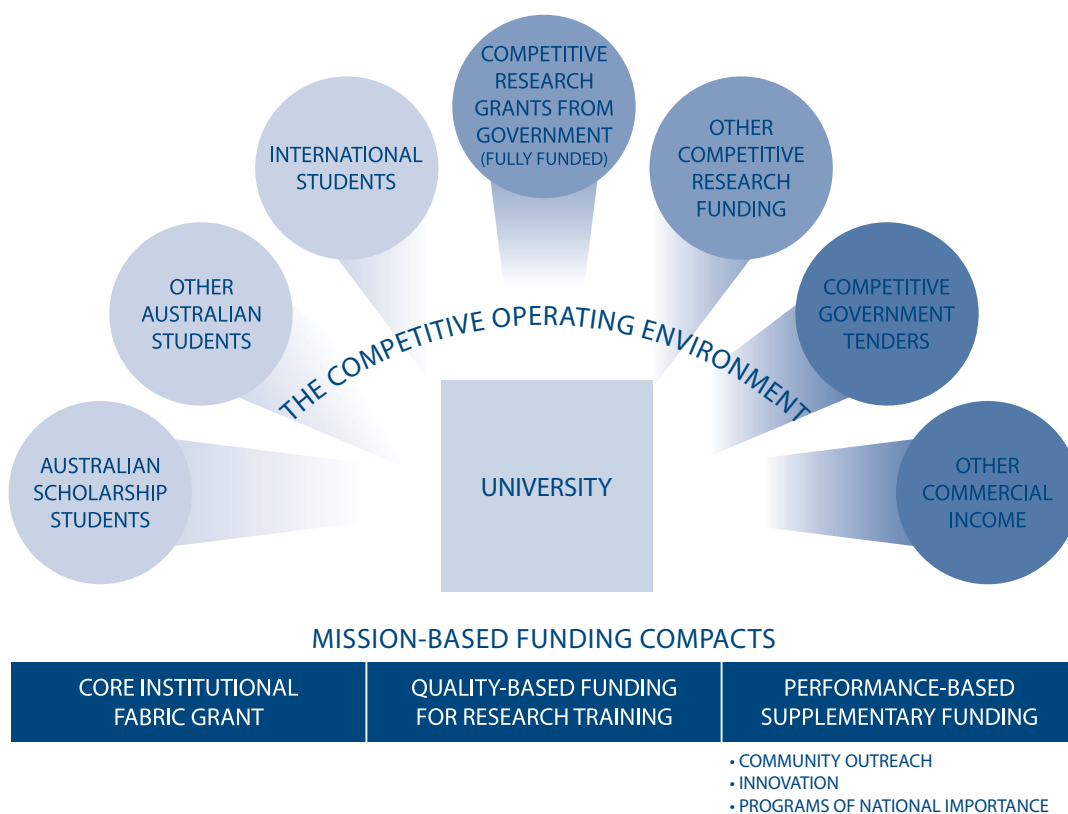 COMPETITIVE
RESEARCH
GRANTS FROM
GOVERNMENT
(FULLY FUNDED)
INTERNATIONAL
STUDENTS
OTHER
COMPETITIVE
RESEARCH
FUNDING
OTHER
AUSTRALIAN
STUDENTS
COMPETITIVE
GOVERNMENT
TENDERS
THE COMPETITIVE OPERATING ENVIRONMENT
AUSTRALIAN
SCHOLARSHIP
STUDENTS
UNIVERSITY
OTHER
COMMERCIAL
INCOME
MISSION-BASED FUNDING COMPACTS
CORE INSTITUTIONAL
FABRIC GRANT
QUALITY-BASED FUNDING
FOR RESEARCH TRAINING
PERFORMANCE-BASED
SUPPLEMENTARY FUNDING
• COMMUNITY OUTREACH
• INNOVATION
• PROGRAMS OF NATIONAL IMPORTANCE